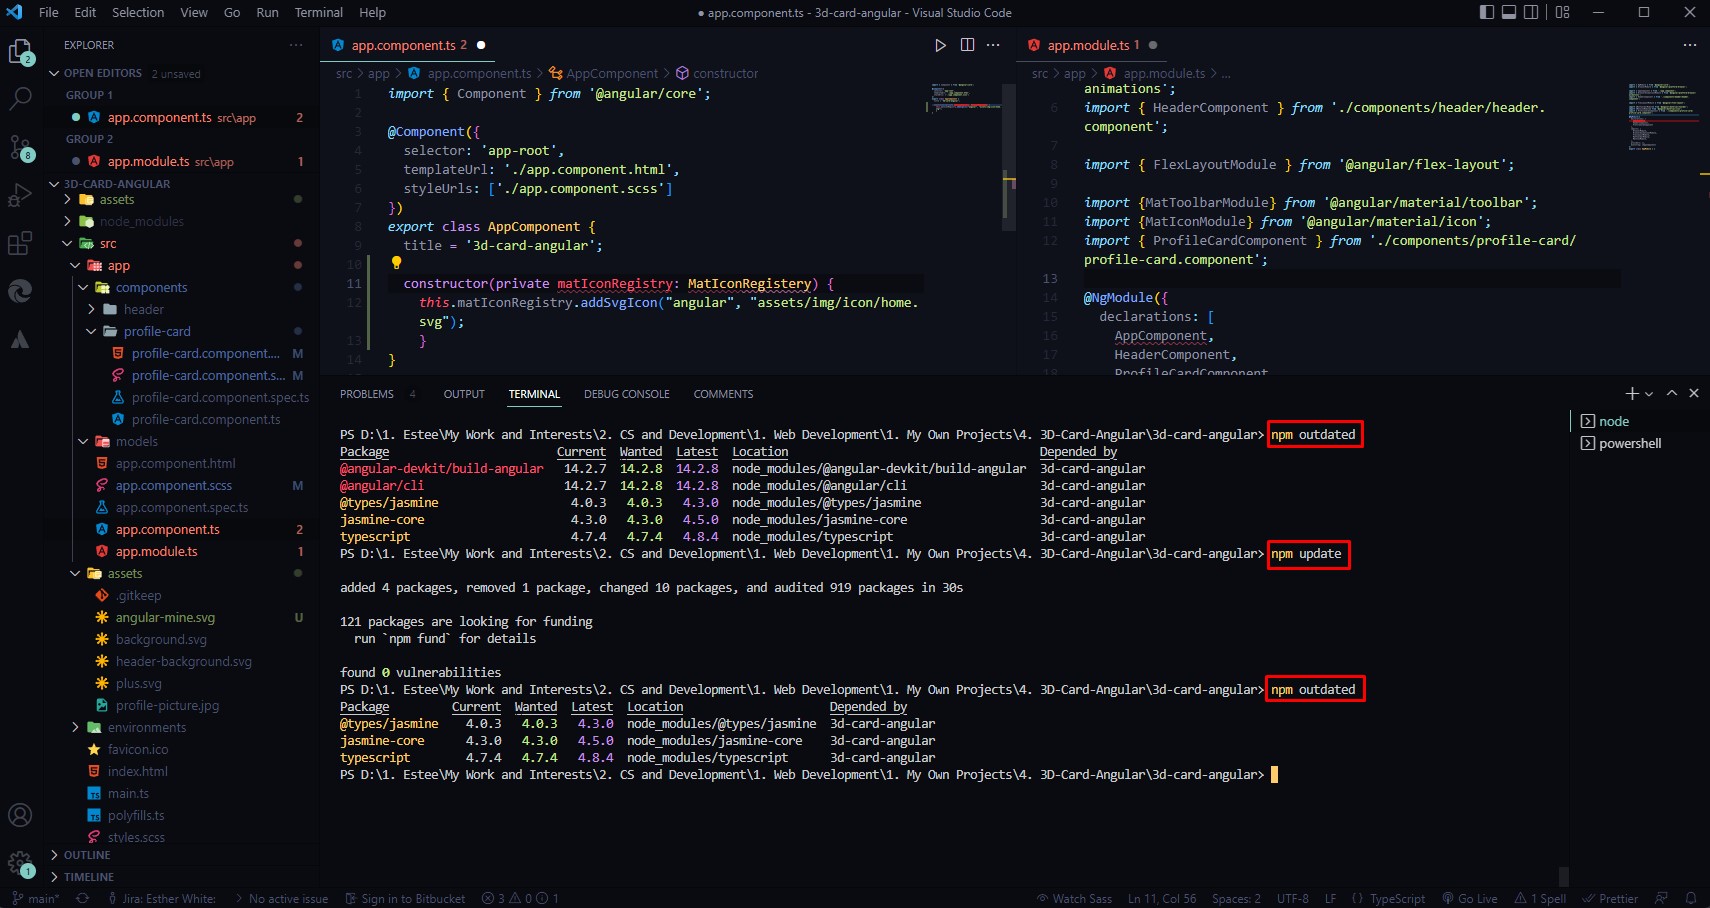 File Edit Selection View Go Run Terminal Help
● app.component.ts - 3d-card-angular - Visual Studio Code
EXPLORER
OPEN EDITORS 2 unsaved
GROUP 1
app.component.ts src\app 2
GROUP 2
app.module.ts src\app 1
3D-CARD-ANGULAR
assets
node_modules
src
app
components
header
profile-card
profile-card.component.... M
profile-card.component.s... M
profile-card.component.spec.ts
profile-card.component.ts
models
app.component.html
app.component.scss M
app.component.spec.ts
app.component.ts 2
app.module.ts 1
assets
.gitkeep
angular-mine.svg U
background.svg
header-background.svg
plus.svg
profile-picture.jpg
environments
favicon.ico
index.html
main.ts
polyfills.ts
styles.scss
OUTLINE
TIMELINE
2
8
1
app.component.ts 2
src > app > app.component.ts > AppComponent > constructor
1 import { Component } from '@angular/core';
2
3 @Component({
4 selector: 'app-root',
5 templateUrl: './app.component.html',
6 styleUrls: ['./app.component.scss']
7 })
8 export class AppComponent {
9 title = '3d-card-angular';
10
11 constructor(private matIconRegistry: MatIconRegistery) {
12 this.matIconRegistry.addSvgIcon("angular", "assets/img/icon/home.
svg");
13 }
14 }
app.module.ts 1
src > app > app.module.ts > ...
animations';
6 import { HeaderComponent } from './components/header/header.
component';
7
8 import { FlexLayoutModule } from '@angular/flex-layout';
9
10 import {MatToolbarModule} from '@angular/material/toolbar';
11 import {MatIconModule} from '@angular/material/icon';
12 import { ProfileCardComponent } from './components/profile-card/
profile-card.component';
13
14 @NgModule({
15 declarations: [
16 AppComponent,
17 HeaderComponent,
18 ProfileCardComponent
PROBLEMS 4 OUTPUT TERMINAL DEBUG CONSOLE COMMENTS
node
powershell
PS D:\1. Estee\My Work and Interests\2. CS and Development\1. Web Development\1. My Own Projects\4. 3D-Card-Angular\3d-card-angular> npm outdated
Package Current Wanted Latest Location Depended by
@angular-devkit/build-angular 14.2.7 14.2.8 14.2.8 node_modules/@angular-devkit/build-angular 3d-card-angular
@angular/cli 14.2.7 14.2.8 14.2.8 node_modules/@angular/cli 3d-card-angular
@types/jasmine 4.0.3 4.0.3 4.3.0 node_modules/@types/jasmine 3d-card-angular
jasmine-core 4.3.0 4.3.0 4.5.0 node_modules/jasmine-core 3d-card-angular
typescript 4.7.4 4.7.4 4.8.4 node_modules/typescript 3d-card-angular
PS D:\1. Estee\My Work and Interests\2. CS and Development\1. Web Development\1. My Own Projects\4. 3D-Card-Angular\3d-card-angular> npm update
added 4 packages, removed 1 package, changed 10 packages, and audited 919 packages in 30s
121 packages are looking for funding
run `npm fund` for details
found 0 vulnerabilities
PS D:\1. Estee\My Work and Interests\2. CS and Development\1. Web Development\1. My Own Projects\4. 3D-Card-Angular\3d-card-angular> npm outdated
Package Current Wanted Latest Location Depended by
@types/jasmine 4.0.3 4.0.3 4.3.0 node_modules/@types/jasmine 3d-card-angular
jasmine-core 4.3.0 4.3.0 4.5.0 node_modules/jasmine-core 3d-card-angular
typescript 4.7.4 4.7.4 4.8.4 node_modules/typescript 3d-card-angular
PS D:\1. Estee\My Work and Interests\2. CS and Development\1. Web Development\1. My Own Projects\4. 3D-Card-Angular\3d-card-angular>
main* Jira: Esther White: > No active issue Sign in to Bitbucket 3 0 1 Watch Sass Ln 11, Col 56 Spaces: 2 UTF-8 LF { } TypeScript Go Live 1 Spell Prettier